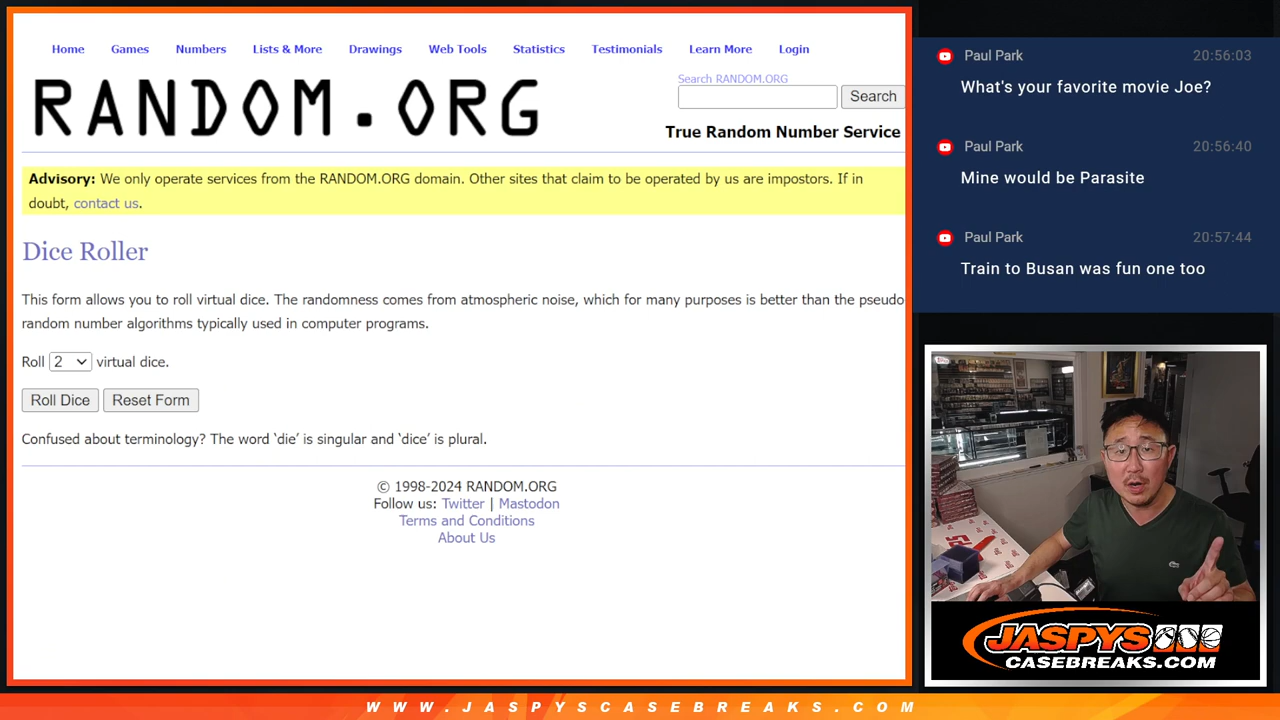 Home Games Numbers Lists & More Drawings Web Tools Statistics Testimonials Learn More Login
RANDOM.ORG
Search RANDOM.ORG
Search
True Random Number Service
Advisory: We only operate services from the RANDOM.ORG domain. Other sites that claim to be operated by us are impostors. If in
doubt, contact us.
Dice Roller
This form allows you to roll virtual dice. The randomness comes from atmospheric noise, which for many purposes is better than the pseudo
random number algorithms typically used in computer programs.
Roll 2 virtual dice.
Roll Dice Reset Form
Confused about terminology? The word ‘die’ is singular and ‘dice’ is plural.
© 1998-2024 RANDOM.ORG
Follow us: Twitter | Mastodon
Terms and Conditions
About Us
Paul Park 20:56:03
What's your favorite movie Joe?
Paul Park 20:56:40
Mine would be Parasite
Paul Park 20:57:44
Train to Busan was fun one too
JASPYS
CASEBREAKS.COM
WWW.JASPYSCASEBREAKS.COM